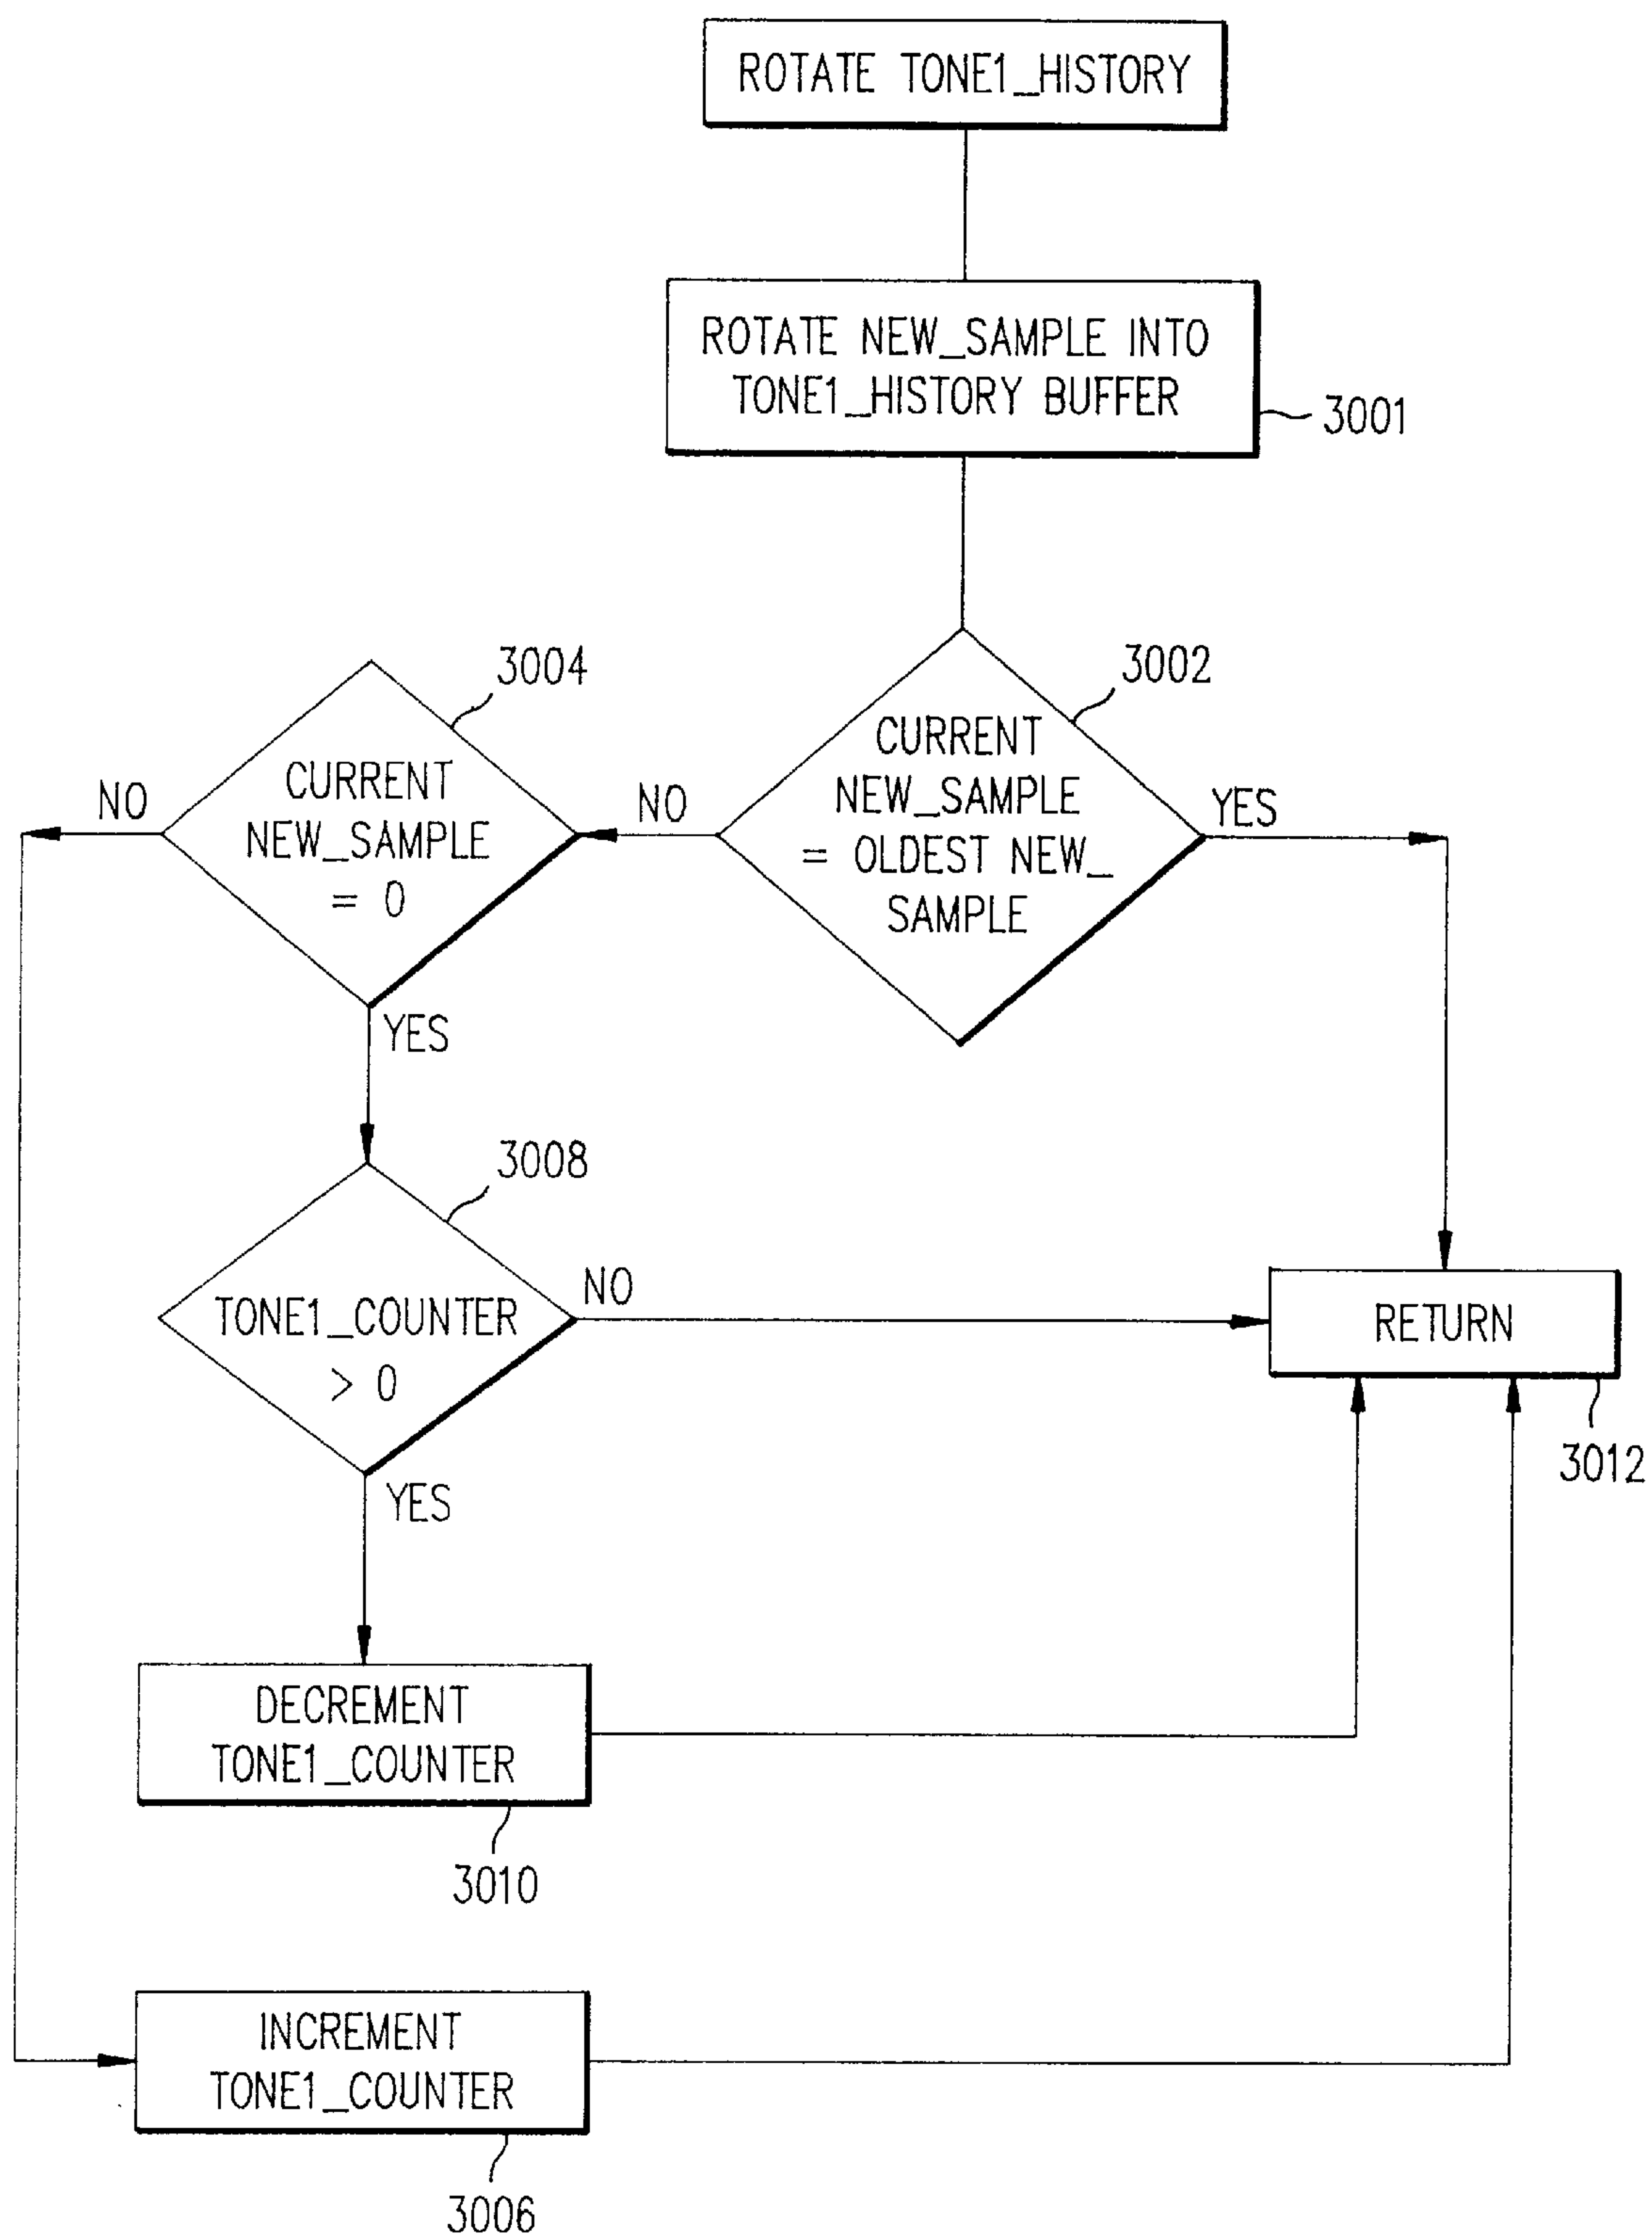 ROTATE TONE1_HISTORY
ROTATE NEW_SAMPLE INTO
TONE1_HISTORY BUFFER
3001
3004
3002
CURRENT
NEW_SAMPLE
= 0
NO
NO
CURRENT
NEW_SAMPLE
= OLDEST NEW_
SAMPLE
YES
YES
3008
TONE1_COUNTER
> 0
NO
RETURN
3012
YES
DECREMENT
TONE1_COUNTER
3010
INCREMENT
TONE1_COUNTER
3006